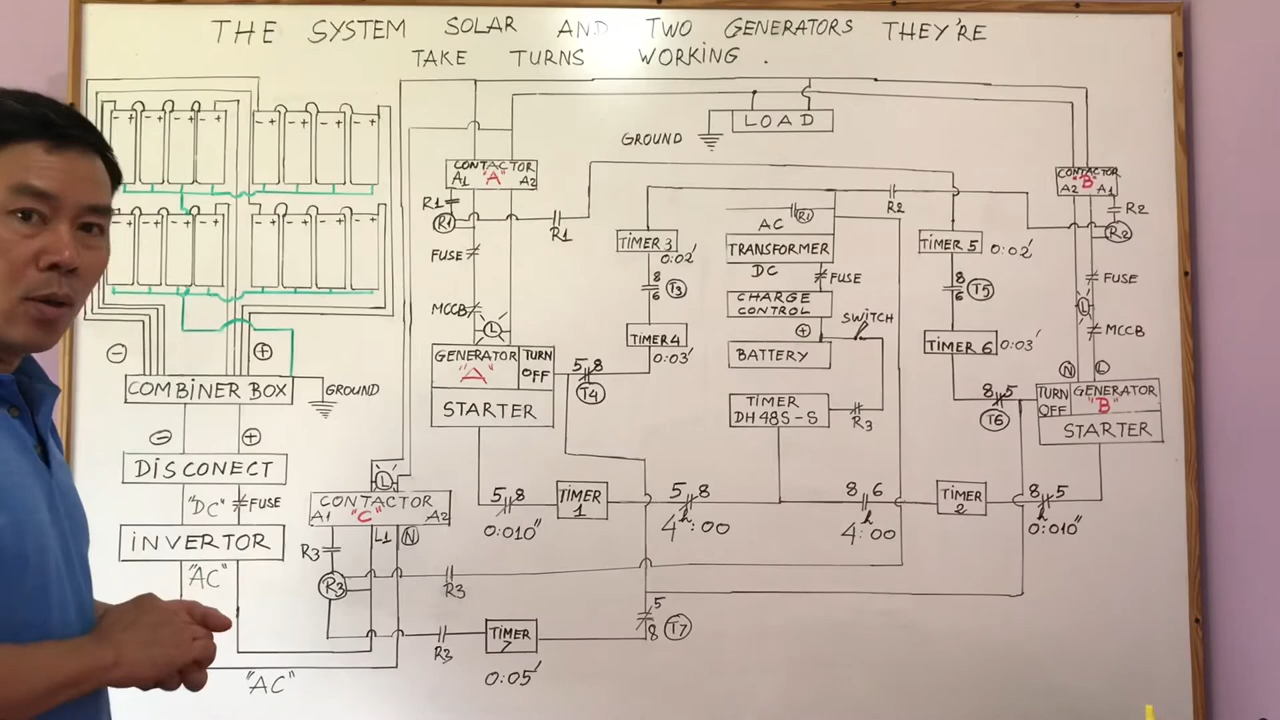 THE SYSTEM SOLAR AND TWO GENERATORS THEY'RE
TAKE TURNS WORKING.
- + - + - + - +
- + - + - + - +
- + - + - + - +
- + - + - + - +
⊖ ⊕
COMBINER BOX
GROUND
⊖ ⊕
DISCONECT
"DC" FUSE
INVERTOR
"AC"
"AC"
GROUND
LOAD
CONTACTOR
"A"
A1 A2
R1
R1
R1
FUSE
MCCB
L
GENERATOR
"A"
TURN
OFF
STARTER
L
CONTACTOR
"C"
A1 A2
L1 N
R3
R3
R3
R3
TIMER
7
0:05'
5
8
T7
TIMER 3
0:02'
8
6
T3
TIMER 4
0:03'
5 8
T4
R1
AC
TRANSFORMER
DC
FUSE
CHARGE
CONTROL
⊕
SWITCH
BATTERY
TIMER
DH48S-S
R3
5 8
0:010"
TIMER
1
5 8
4h:00
8 6
4h:00
TIMER
2
8 5
0:010"
h
R2
TIMER 5
0:02'
8
6
T5
TIMER 6
0:03'
8 5
T6
CONTACTOR
"B"
A2 A1
R2
R2
FUSE
L
MCCB
N L
TURN
OFF
GENERATOR
"B"
STARTER